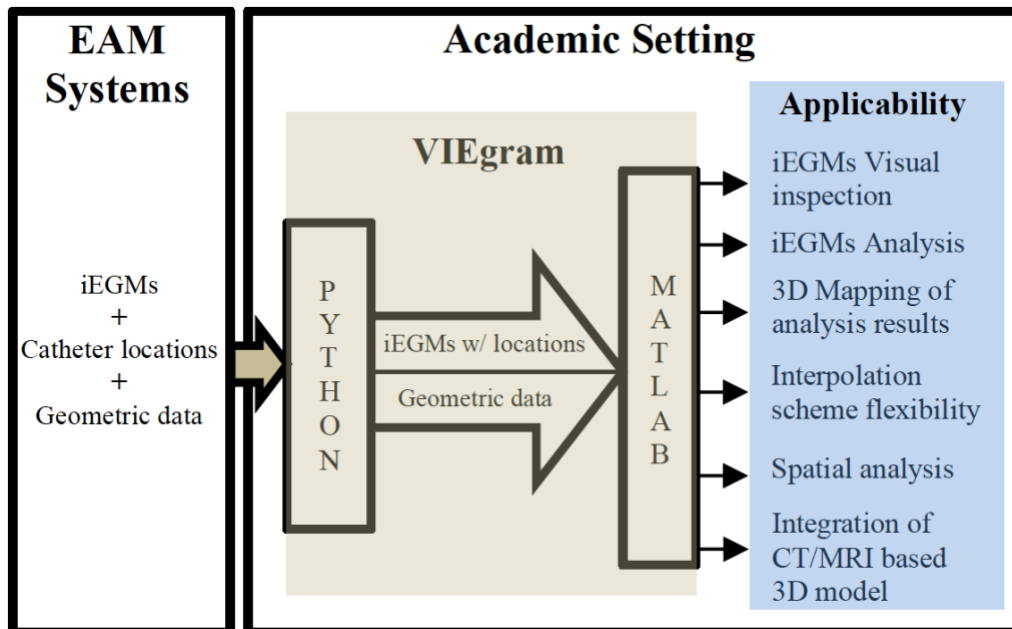 EAM
Systems
iEGMs
+
Catheter locations
+
Geometric data
Academic Setting
VIEgram
P
Y
T
H
O
N
iEGMs w/ locations
Geometric data
M
A
T
L
A
B
Applicability
iEGMs Visual
inspection
iEGMs Analysis
3D Mapping of
analysis results
Interpolation
scheme flexibility
Spatial analysis
Integration of
CT/MRI based
3D model